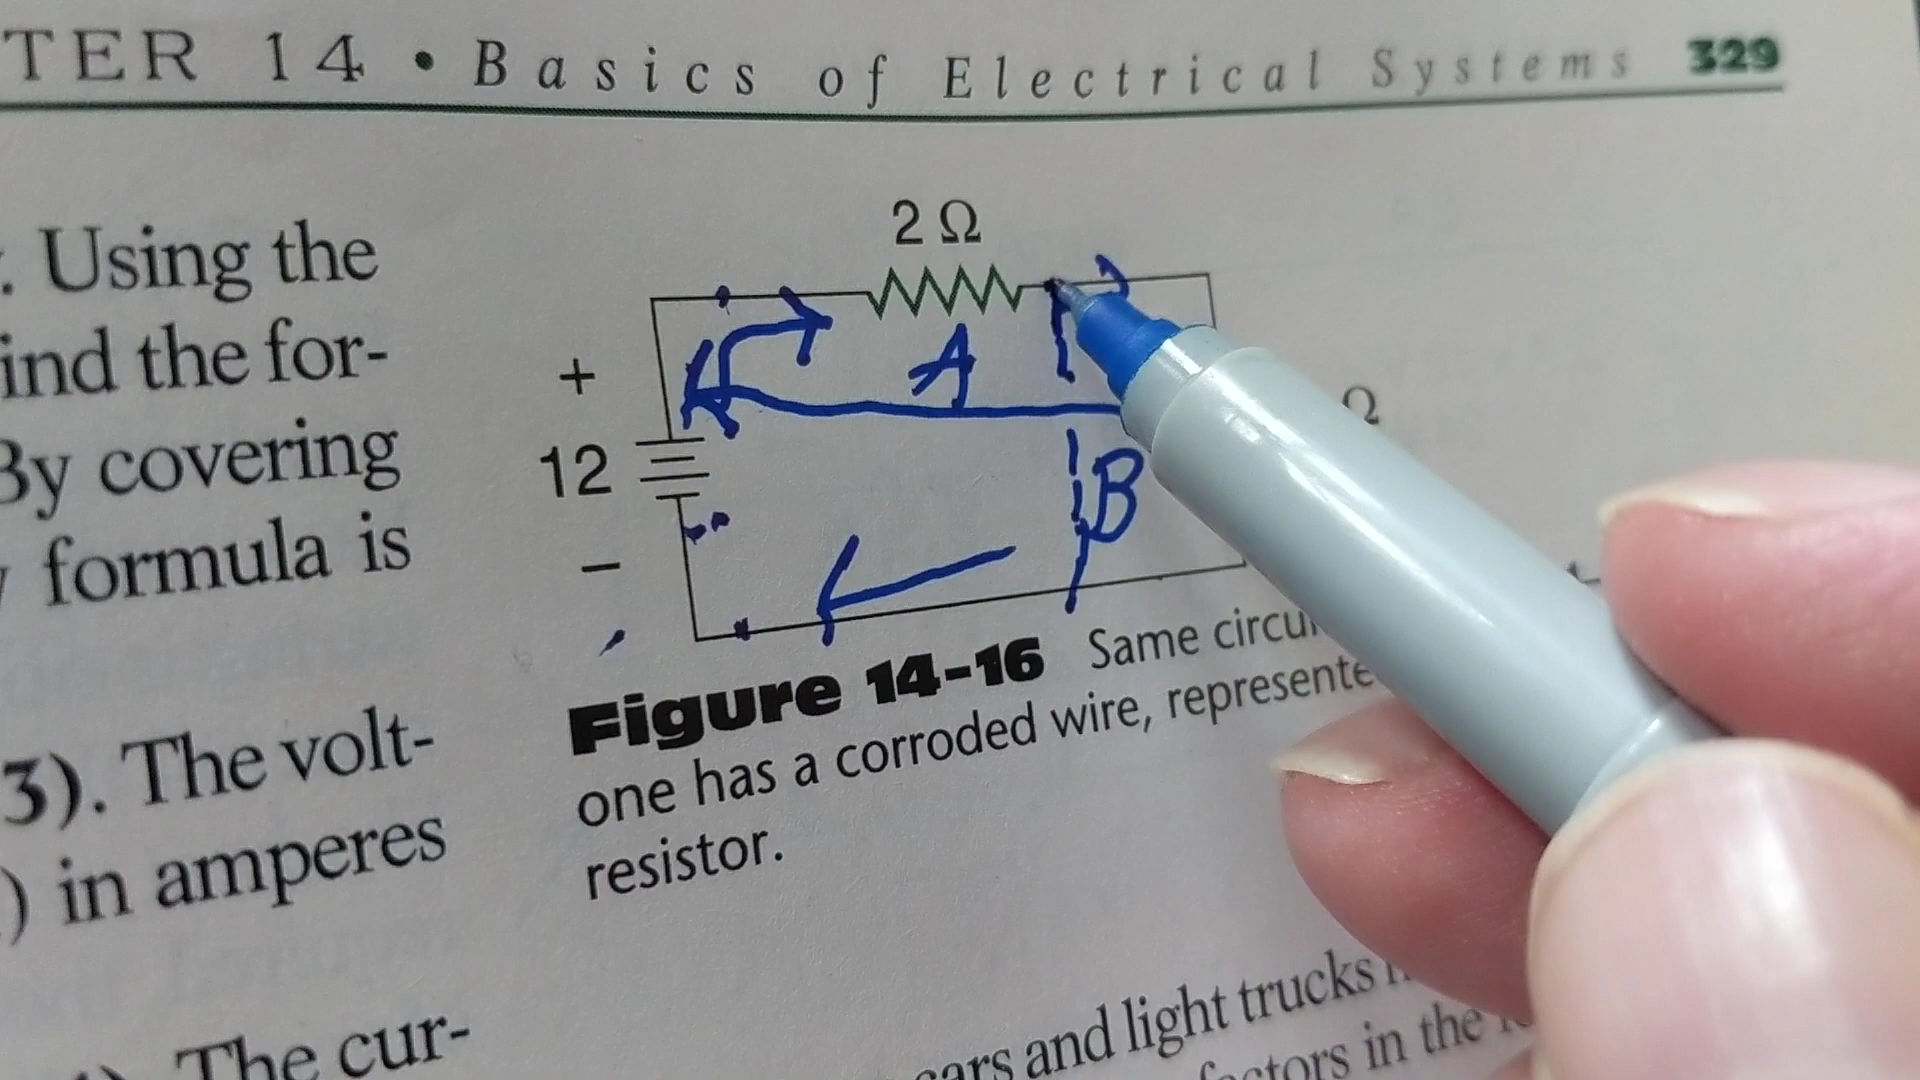 TER 14 • Basics of Electrical Systems 329
. Using the
ind the for-
By covering
formula is
3). The volt-
) in amperes
The cur-
2 Ω
+
12
−
Ω
A
B
Figure 14-16 Same
one has a corroded wire,
resistor.
cars and light trucks
in the